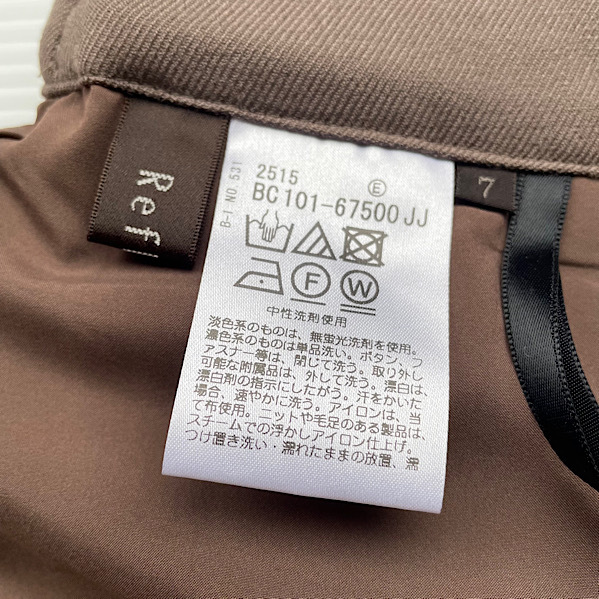 Ref
B-I NO 531
2515
E
BC101-67500JJ
7
F
W
中性洗剤使用
淡色系のものは、無蛍光洗剤を使用。
濃色系のものは単品洗い。ボタン、フ
ァスナー等は、閉じて洗う。取り外し
可能な附属品は、外して洗う。漂白は、
漂白剤の指示にしたがう。汗をかいた
場合、速やかに洗う。アイロンは、当
て布使用。ニットや毛足のある製品は、
スチームでの浮かしアイロン仕上げ。
つけ置き洗い・濡れたままの放置、濡